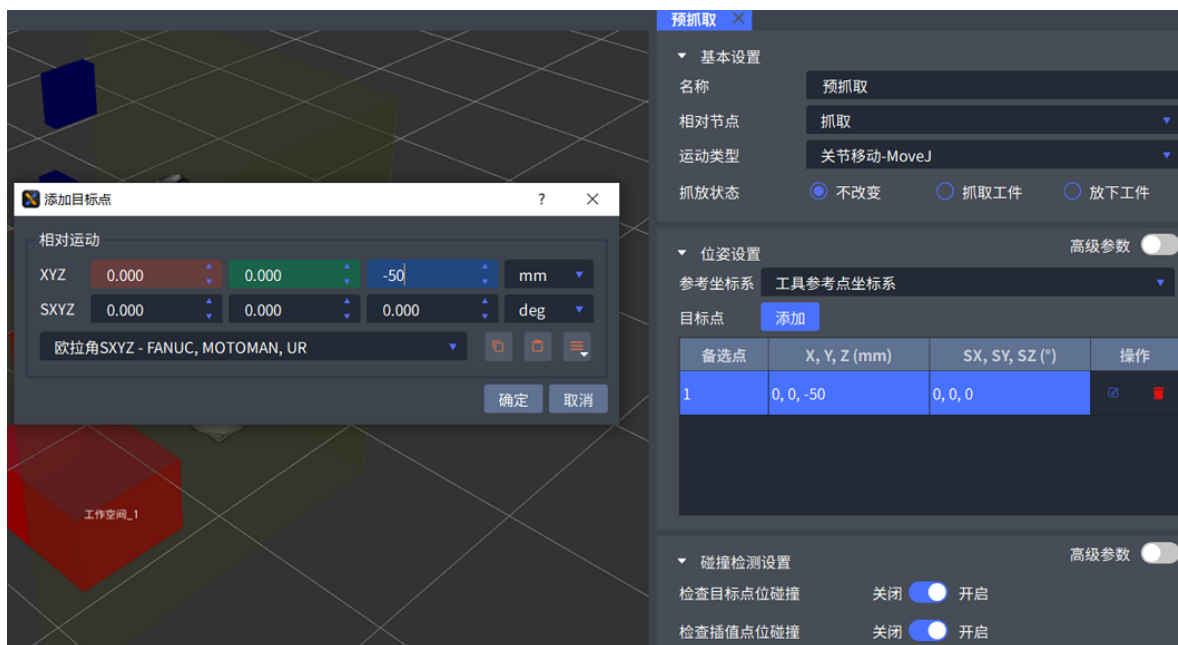 预抓取
基本设置
名称 预抓取
相对节点 抓取
运动类型 关节移动-MoveJ
抓放状态 不改变 抓取工件 放下工件
位姿设置 高级参数
参考坐标系 工具参考点坐标系
目标点 添加
备选点 X, Y, Z (mm) SX, SY, SZ (°) 操作
1 0, 0, -50 0, 0, 0
碰撞检测设置 高级参数
检查目标点位碰撞 关闭 开启
检查插值点位碰撞 关闭 开启
添加目标点 ?
相对运动
XYZ 0.000 0.000 -50 mm
SXYZ 0.000 0.000 0.000 deg
欧拉角SXYZ - FANUC, MOTOMAN, UR
确定 取消
工作空间_1